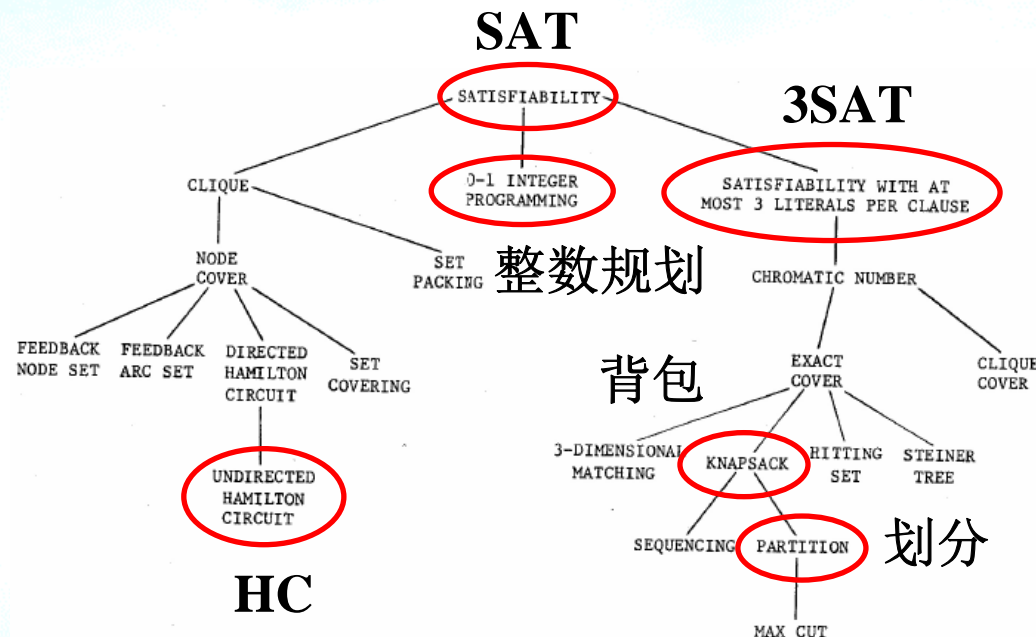 SAT
SATISFIABILITY
3SAT
CLIQUE
0-1 INTEGER
PROGRAMMING
SATISFIABILITY WITH AT
MOST 3 LITERALS PER CLAUSE
NODE
COVER
SET
PACKING
整数规划
CHROMATIC NUMBER
FEEDBACK
NODE SET
FEEDBACK
ARC SET
DIRECTED
HAMILTON
CIRCUIT
SET
COVERING
背包
EXACT
COVER
CLIQUE
COVER
3-DIMENSIONAL
MATCHING
KNAPSACK
HITTING
SET
STEINER
TREE
UNDIRECTED
HAMILTON
CIRCUIT
SEQUENCING
PARTITION
划分
HC
MAX CUT